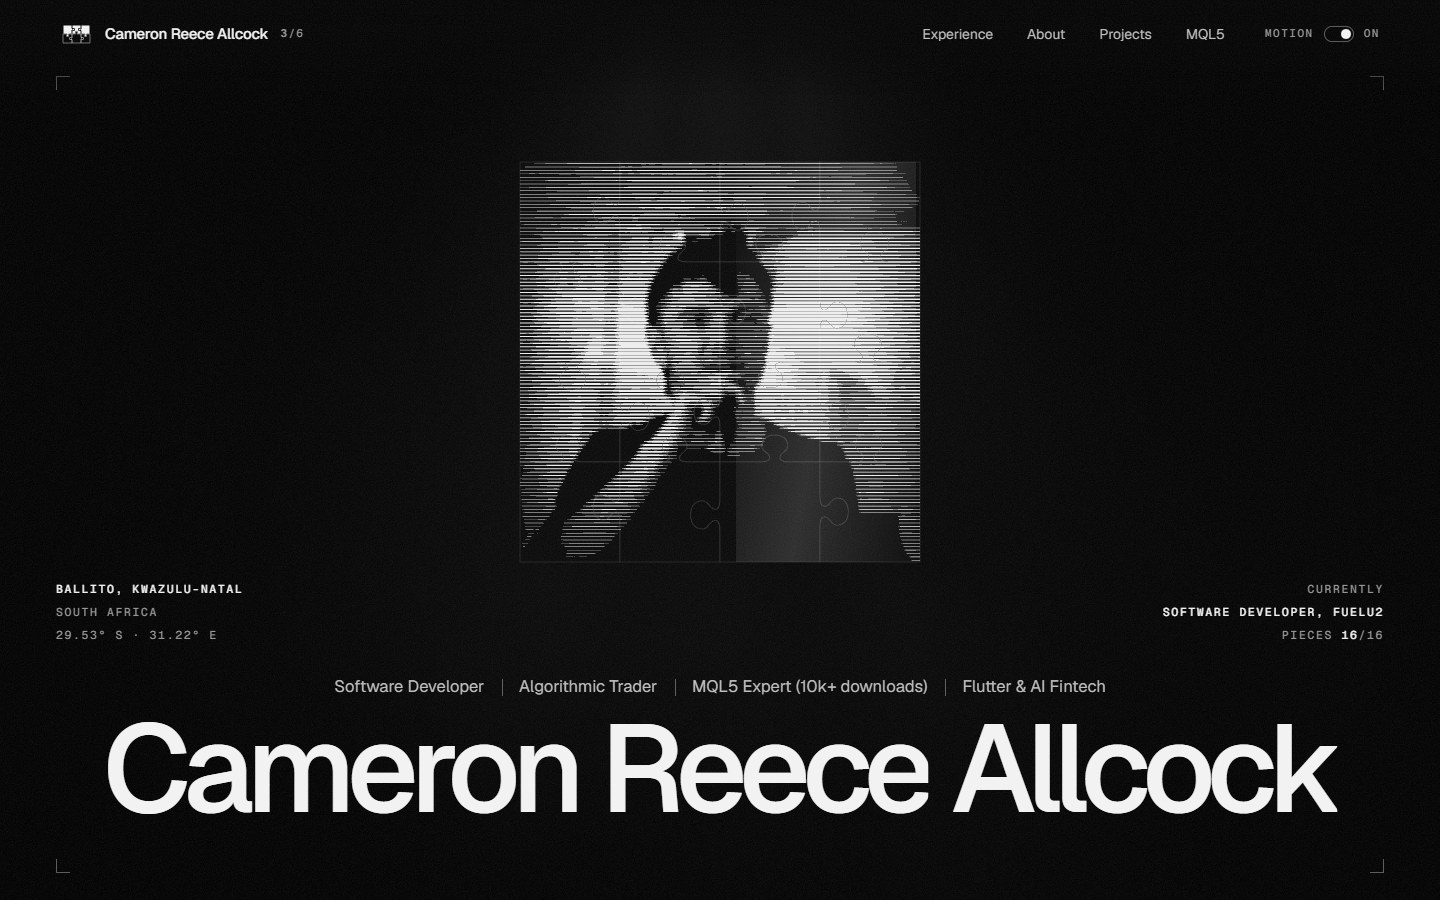 Cameron Reece Allcock 3/6
Experience About Projects MQL5 MOTION ON
BALLITO, KWAZULU-NATAL
SOUTH AFRICA
29.53° S · 31.22° E
CURRENTLY
SOFTWARE DEVELOPER, FUELU2
PIECES 16/16
Software Developer | Algorithmic Trader | MQL5 Expert (10k+ downloads) | Flutter & AI Fintech
Cameron Reece Allcock